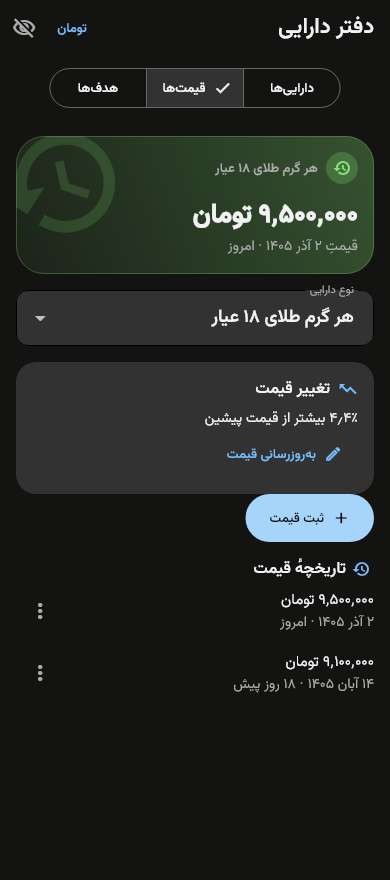 دفتر دارایی
تومان
دارایی‌ها
قیمت‌ها
هدف‌ها
هر گرم طلای ۱۸ عیار
۹,۵۰۰,۰۰۰ تومان
قیمتِ ۲ آذر ۱۴۰۵ · امروز
نوع دارایی
هر گرم طلای ۱۸ عیار
تغییر قیمت
۴٫۴٪ بیشتر از قیمت پیشین
به‌روزرسانی قیمت
ثبت قیمت
تاریخچهٔ قیمت
۹,۵۰۰,۰۰۰ تومان
۲ آذر ۱۴۰۵ · امروز
۹,۱۰۰,۰۰۰ تومان
۱۴ آبان ۱۴۰۵ · ۱۸ روز پیش